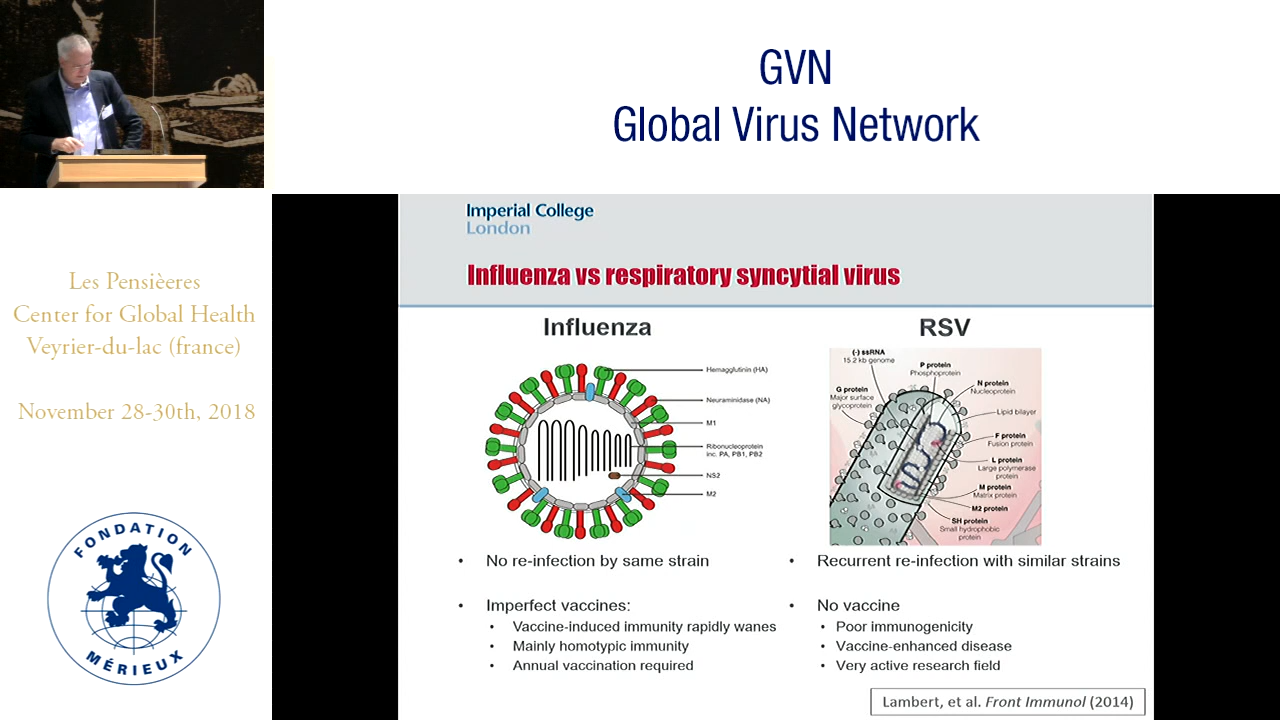 GVN
Global Virus Network
Les Pensièeres
Center for Global Health
Veyrier-du-lac (france)
November 28-30th, 2018
FONDATION
MÉRIEUX
Imperial College
London
Influenza vs respiratory syncytial virus
Influenza
Hemagglutinin (HA)
Neuraminidase (NA)
M1
Ribonucleoprotein
inc. PA, PB1, PB2
NS2
M2
• No re-infection by same strain
• Imperfect vaccines:
• Vaccine-induced immunity rapidly wanes
• Mainly homotypic immunity
• Annual vaccination required
RSV
(-) ssRNA
15.2 kb genome
P protein
Phosphoprotein
G protein
Major surface
glycoprotein
N protein
Nucleoprotein
Lipid bilayer
F protein
Fusion protein
L protein
Large polymerase
protein
M protein
Matrix protein
M2 protein
SH protein
Small hydrophobic
protein
• Recurrent re-infection with similar strains
• No vaccine
• Poor immunogenicity
• Vaccine-enhanced disease
• Very active research field
Lambert, et al. Front Immunol (2014)